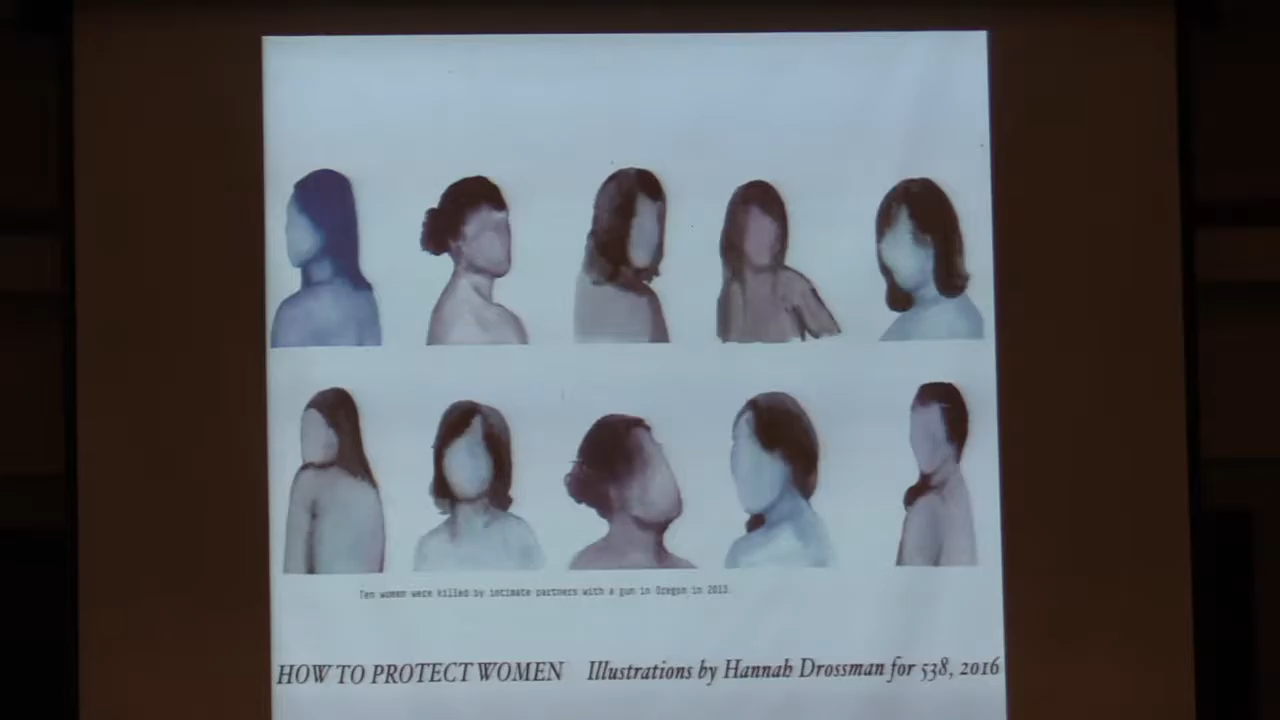 Ten women were killed by intimate partners with a gun in Oregon in 2013.
HOW TO PROTECT WOMEN Illustrations by Hannah Drossman for 538, 2016